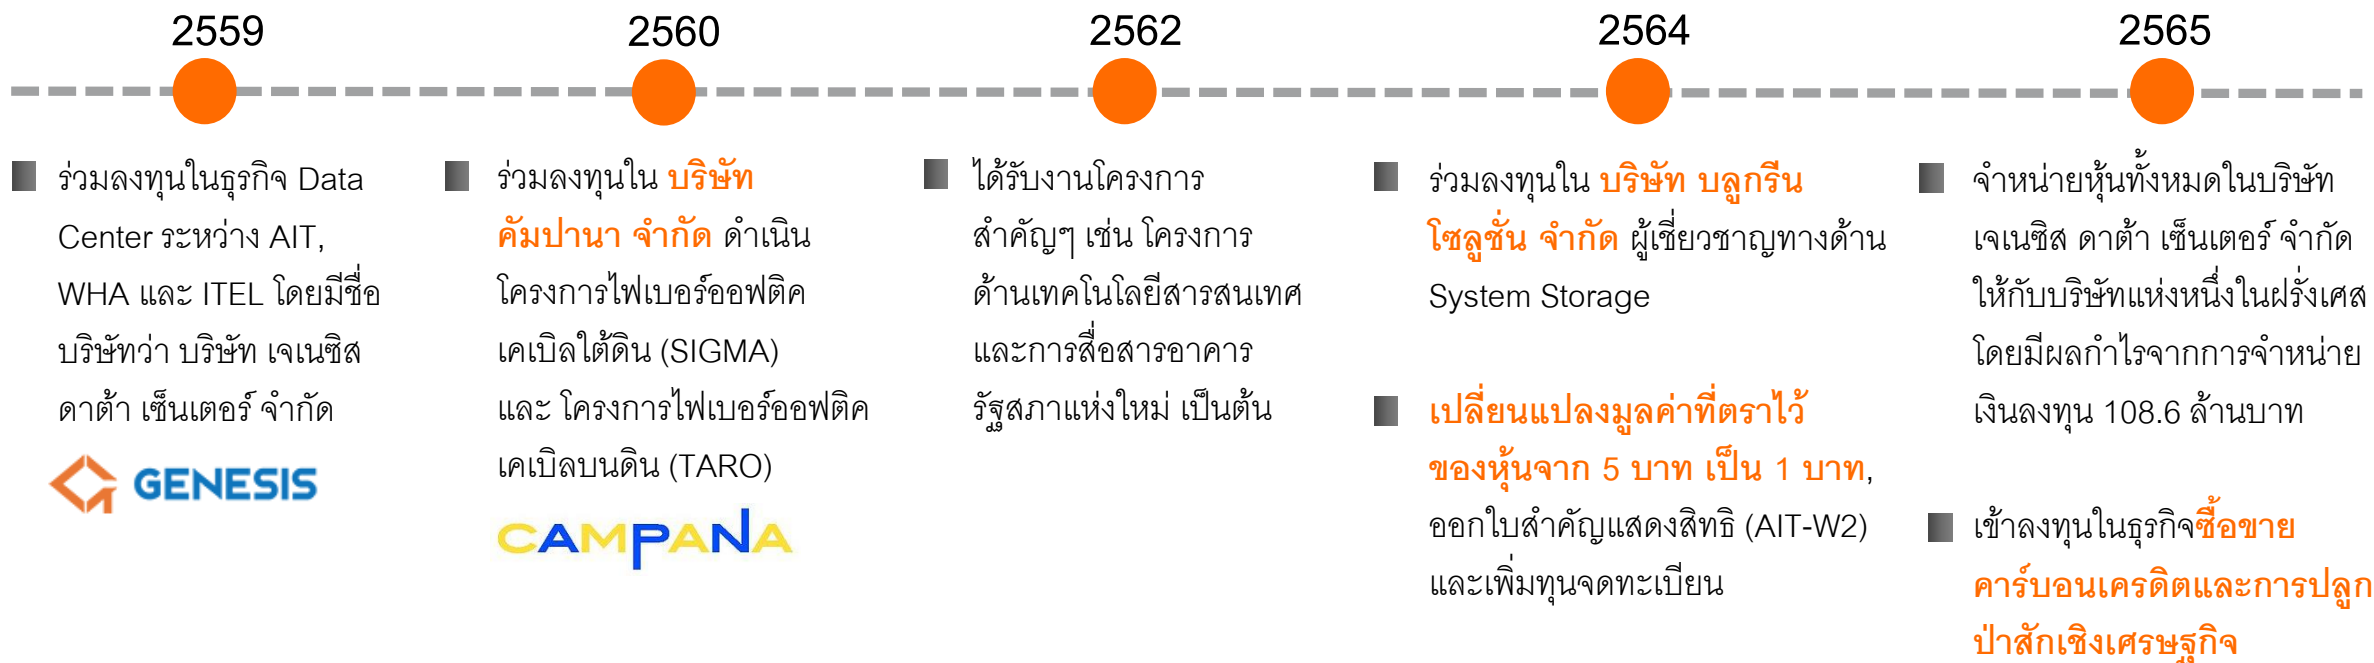 2559
ร่วมลงทุนในธุรกิจ Data
Center ระหว่าง AIT,
WHA และ ITEL โดยมีชื่อ
บริษัทว่า บริษัท เจเนซิส
ดาต้า เซ็นเตอร์ จำกัด
GENESIS
2560
ร่วมลงทุนใน บริษัท
คัมปานา จำกัด ดำเนิน
โครงการไฟเบอร์ออฟติค
เคเบิลใต้ดิน (SIGMA)
และ โครงการไฟเบอร์ออฟติค
เคเบิลบนดิน (TARO)
CAMPANA
2562
ได้รับงานโครงการ
สำคัญๆ เช่น โครงการ
ด้านเทคโนโลยีสารสนเทศ
และการสื่อสารอาคาร
รัฐสภาแห่งใหม่ เป็นต้น
2564
ร่วมลงทุนใน บริษัท บลูกรีน
โซลูชั่น จำกัด ผู้เชี่ยวชาญทางด้าน
System Storage
เปลี่ยนแปลงมูลค่าที่ตราไว้
ของหุ้นจาก 5 บาท เป็น 1 บาท,
ออกใบสำคัญแสดงสิทธิ (AIT-W2)
และเพิ่มทุนจดทะเบียน
2565
จำหน่ายหุ้นทั้งหมดในบริษัท
เจเนซิส ดาต้า เซ็นเตอร์ จำกัด
ให้กับบริษัทแห่งหนึ่งในฝรั่งเศส
โดยมีผลกำไรจากการจำหน่าย
เงินลงทุน 108.6 ล้านบาท
เข้าลงทุนในธุรกิจซื้อขาย
คาร์บอนเครดิตและการปลูก
ป่าสักเชิงเศรษฐกิจ